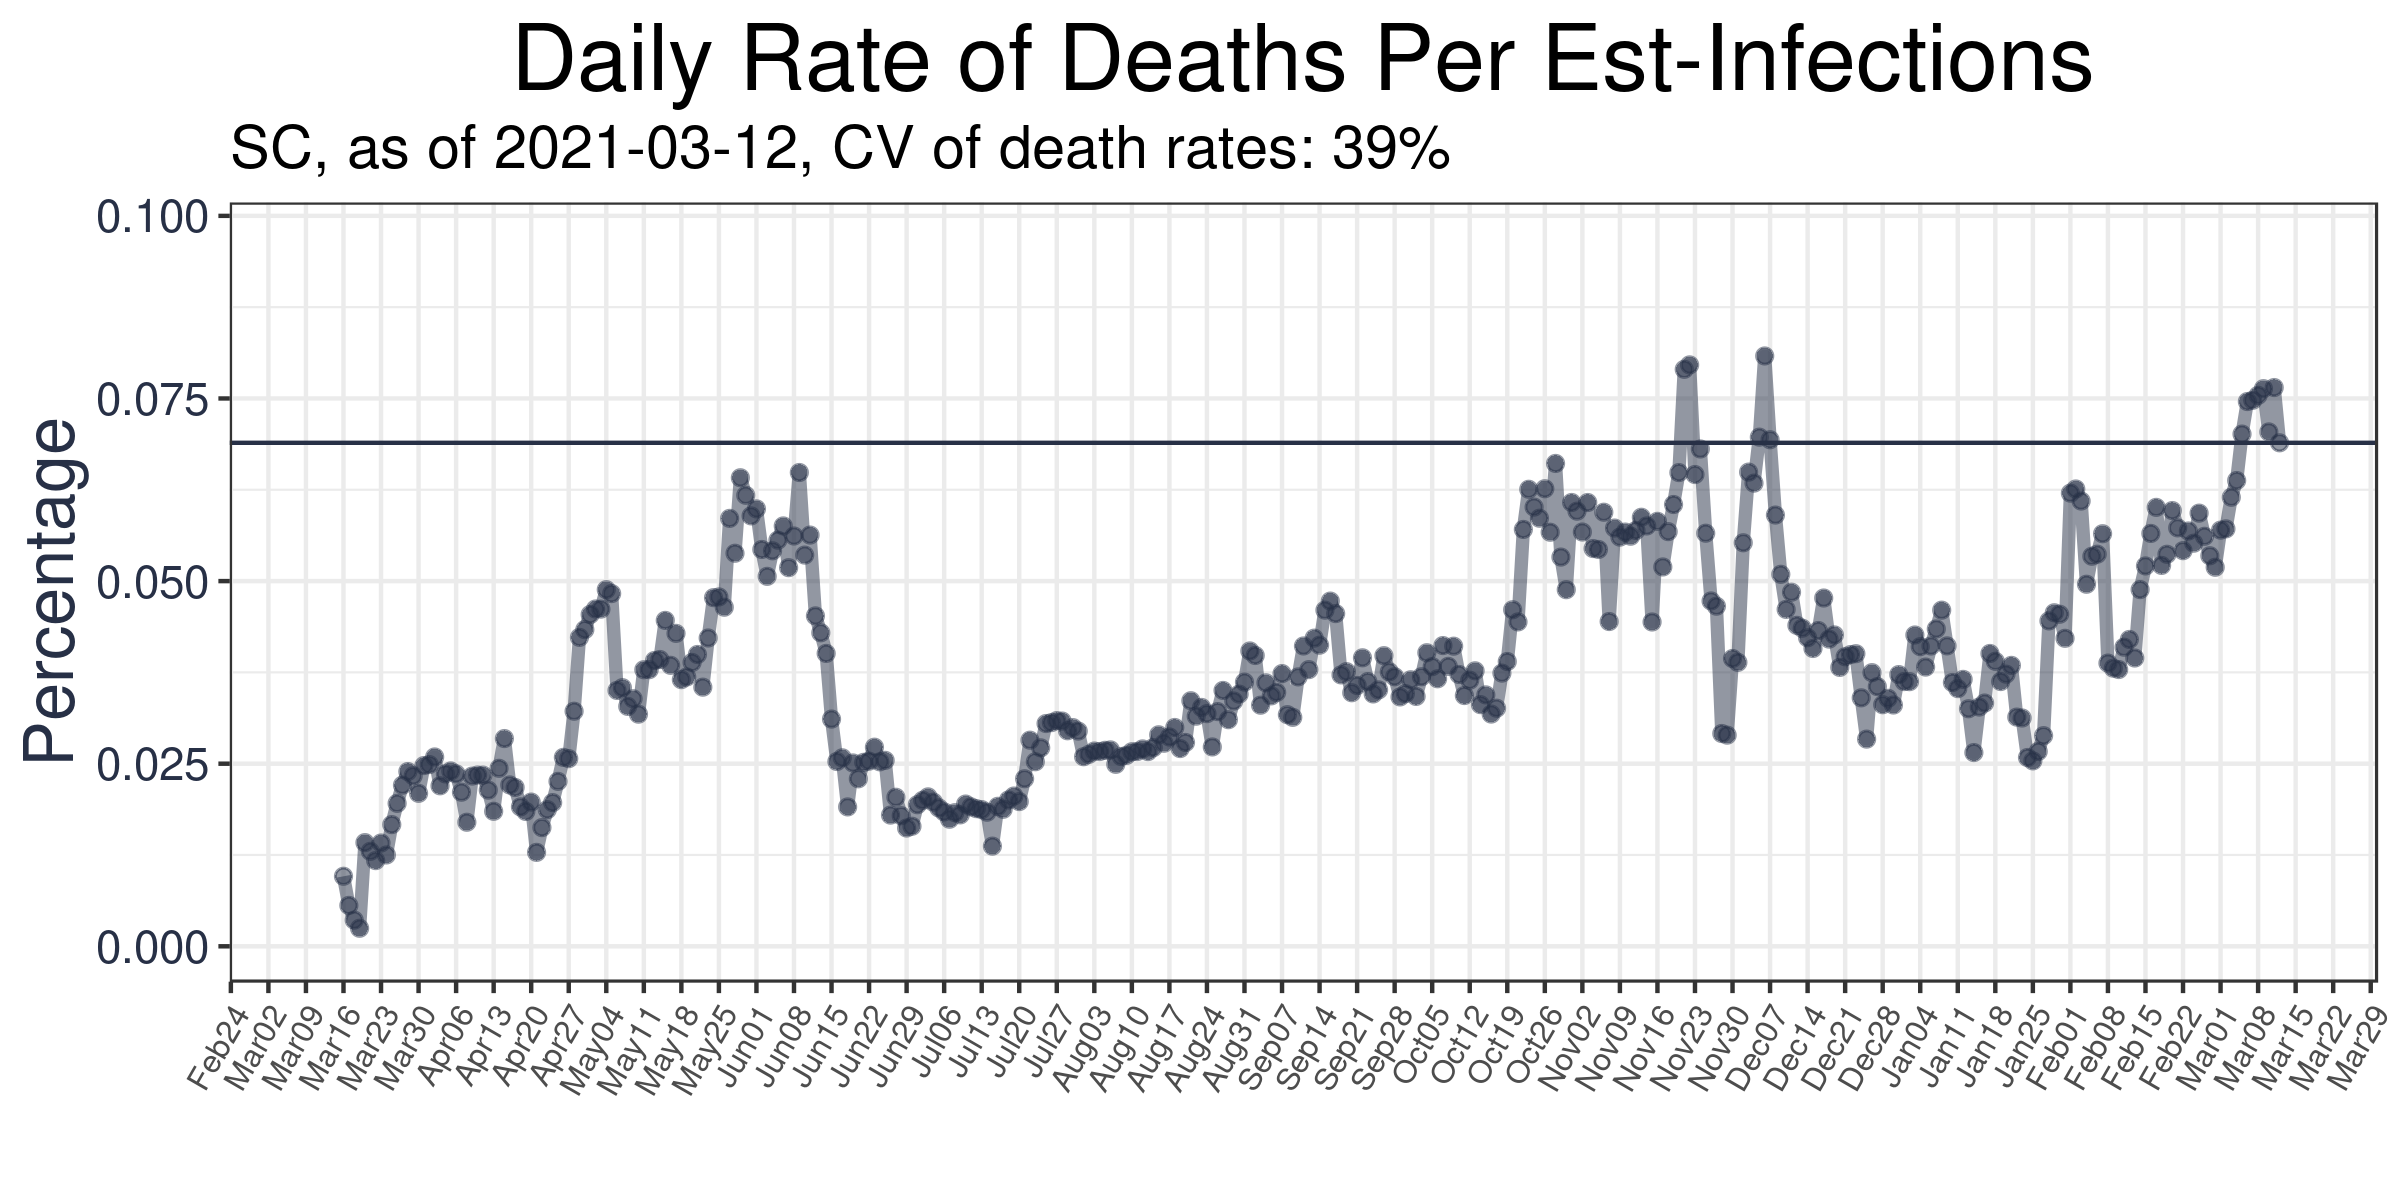 Daily Rate of Deaths Per Est-Infections
SC, as of 2021-03-12, CV of death rates: 39%
Percentage
0.100
0.075
0.050
0.025
0.000
Feb24
Mar02
Mar09
Mar16
Mar23
Mar30
Apr06
Apr13
Apr20
Apr27
May04
May11
May18
May25
Jun01
Jun08
Jun15
Jun22
Jun29
Jul06
Jul13
Jul20
Jul27
Aug03
Aug10
Aug17
Aug24
Aug31
Sep07
Sep14
Sep21
Sep28
Oct05
Oct12
Oct19
Oct26
Nov02
Nov09
Nov16
Nov23
Nov30
Dec07
Dec14
Dec21
Dec28
Jan04
Jan11
Jan18
Jan25
Feb01
Feb08
Feb15
Feb22
Mar01
Mar08
Mar15
Mar22
Mar29